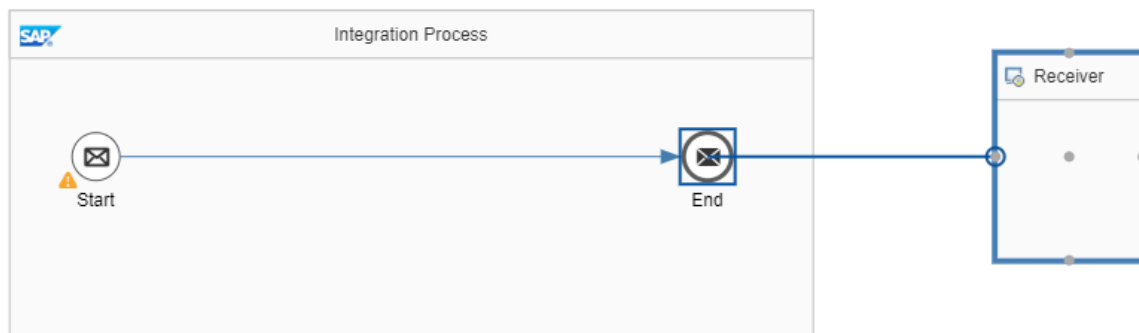 SAP
Integration Process
Receiver
Start
End